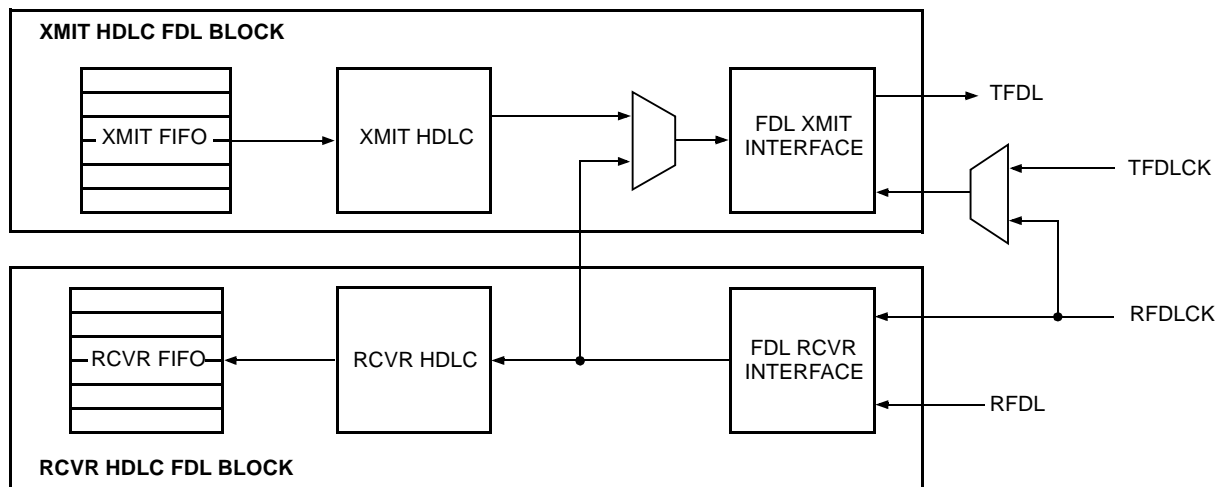 XMIT HDLC FDL BLOCK
XMIT FIFO
XMIT HDLC
FDL XMIT
INTERFACE
TFDL
TFDLCK
RFDLCK
RCVR FIFO
RCVR HDLC
FDL RCVR
INTERFACE
RFDL
RCVR HDLC FDL BLOCK